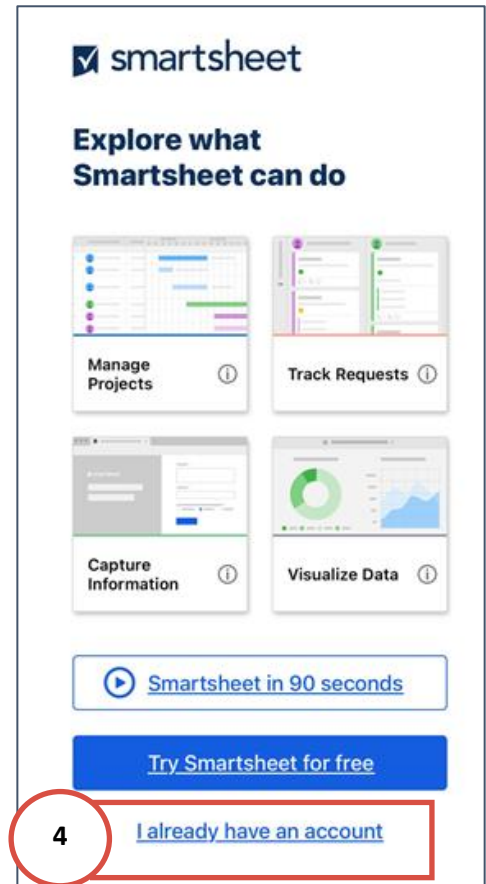 smartsheet
Explore what
Smartsheet can do
Manage
Projects
Track Requests
Capture
Information
Visualize Data
Smartsheet in 90 seconds
Try Smartsheet for free
4
I already have an account